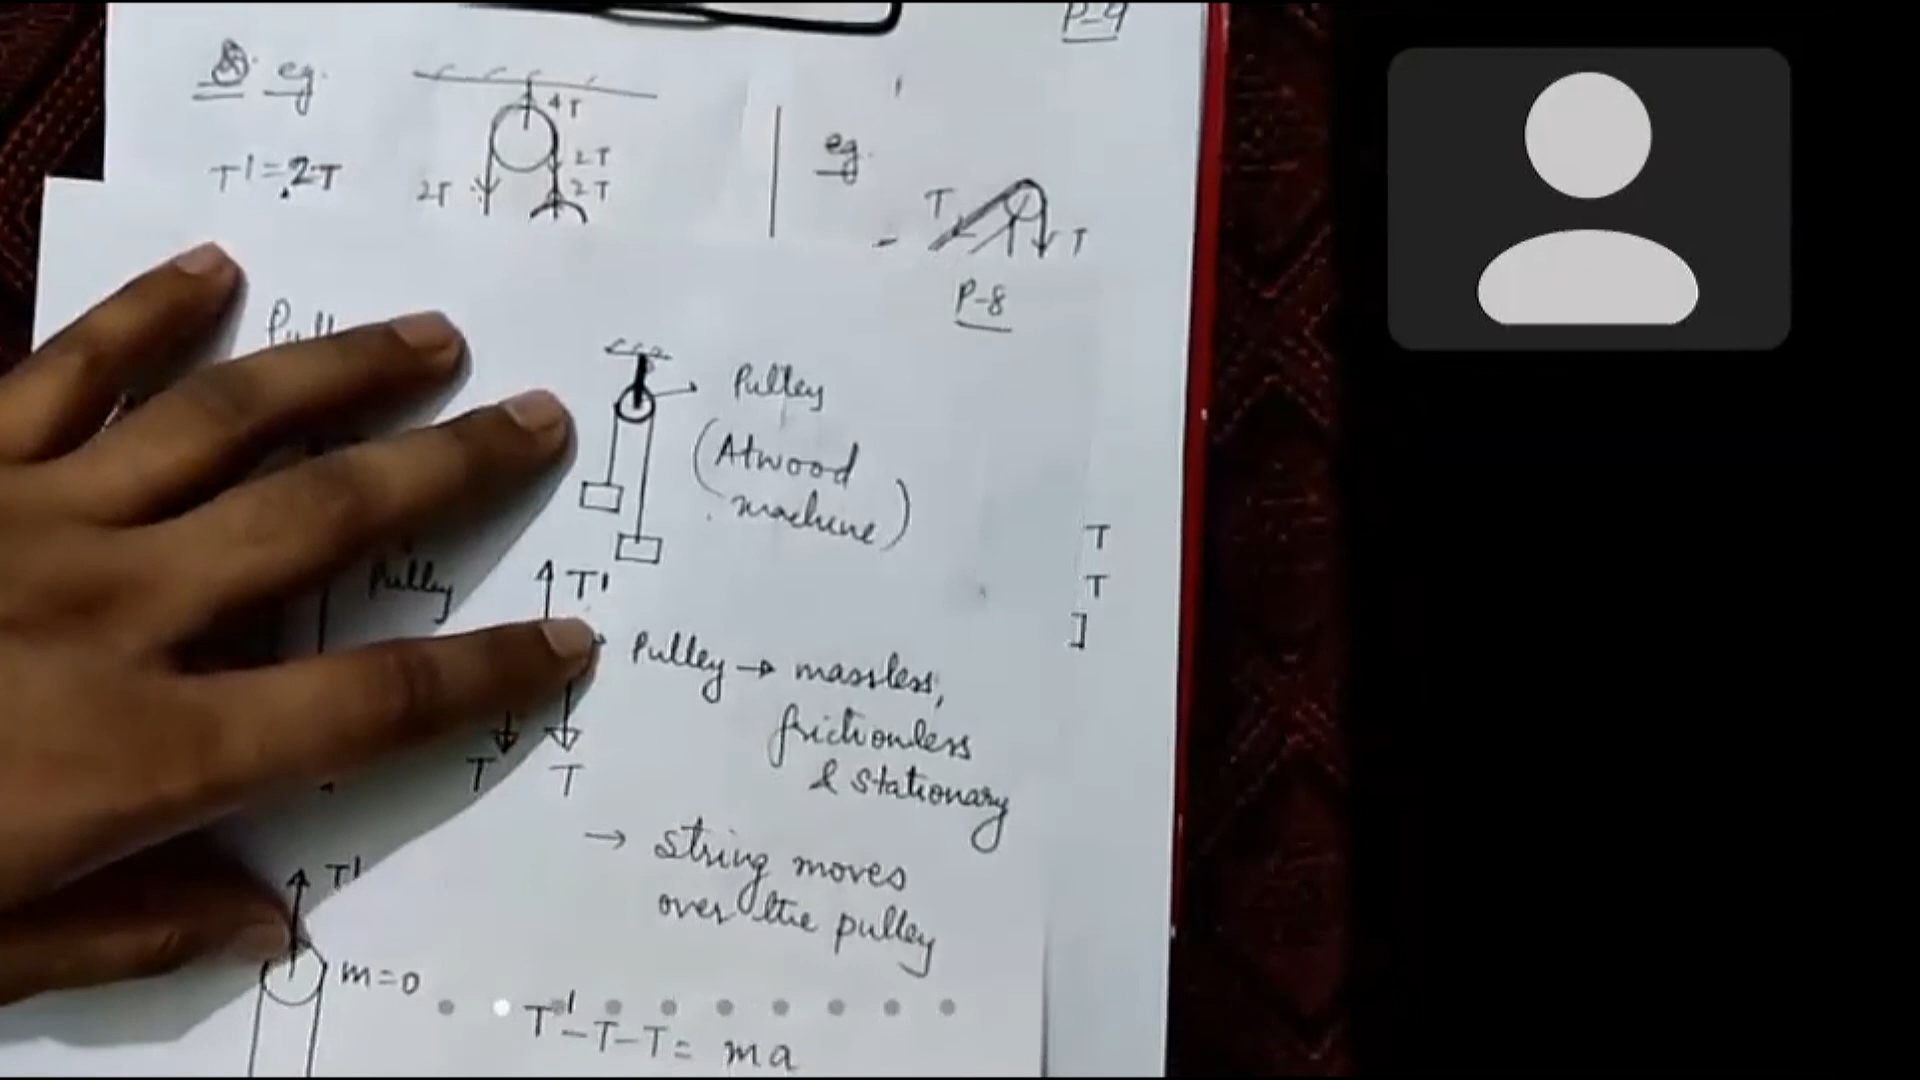 P-9
eg.
4T
T' = 2T
2T
2T
2T
eg.
T
T
P-8
Pulley
(Atwood
machine)
T
T
]
Pulley
T'
Pulley → massless,
frictionless
& stationary
T
T
→ string moves
over the pulley
T'
m=0
T'-T-T= ma